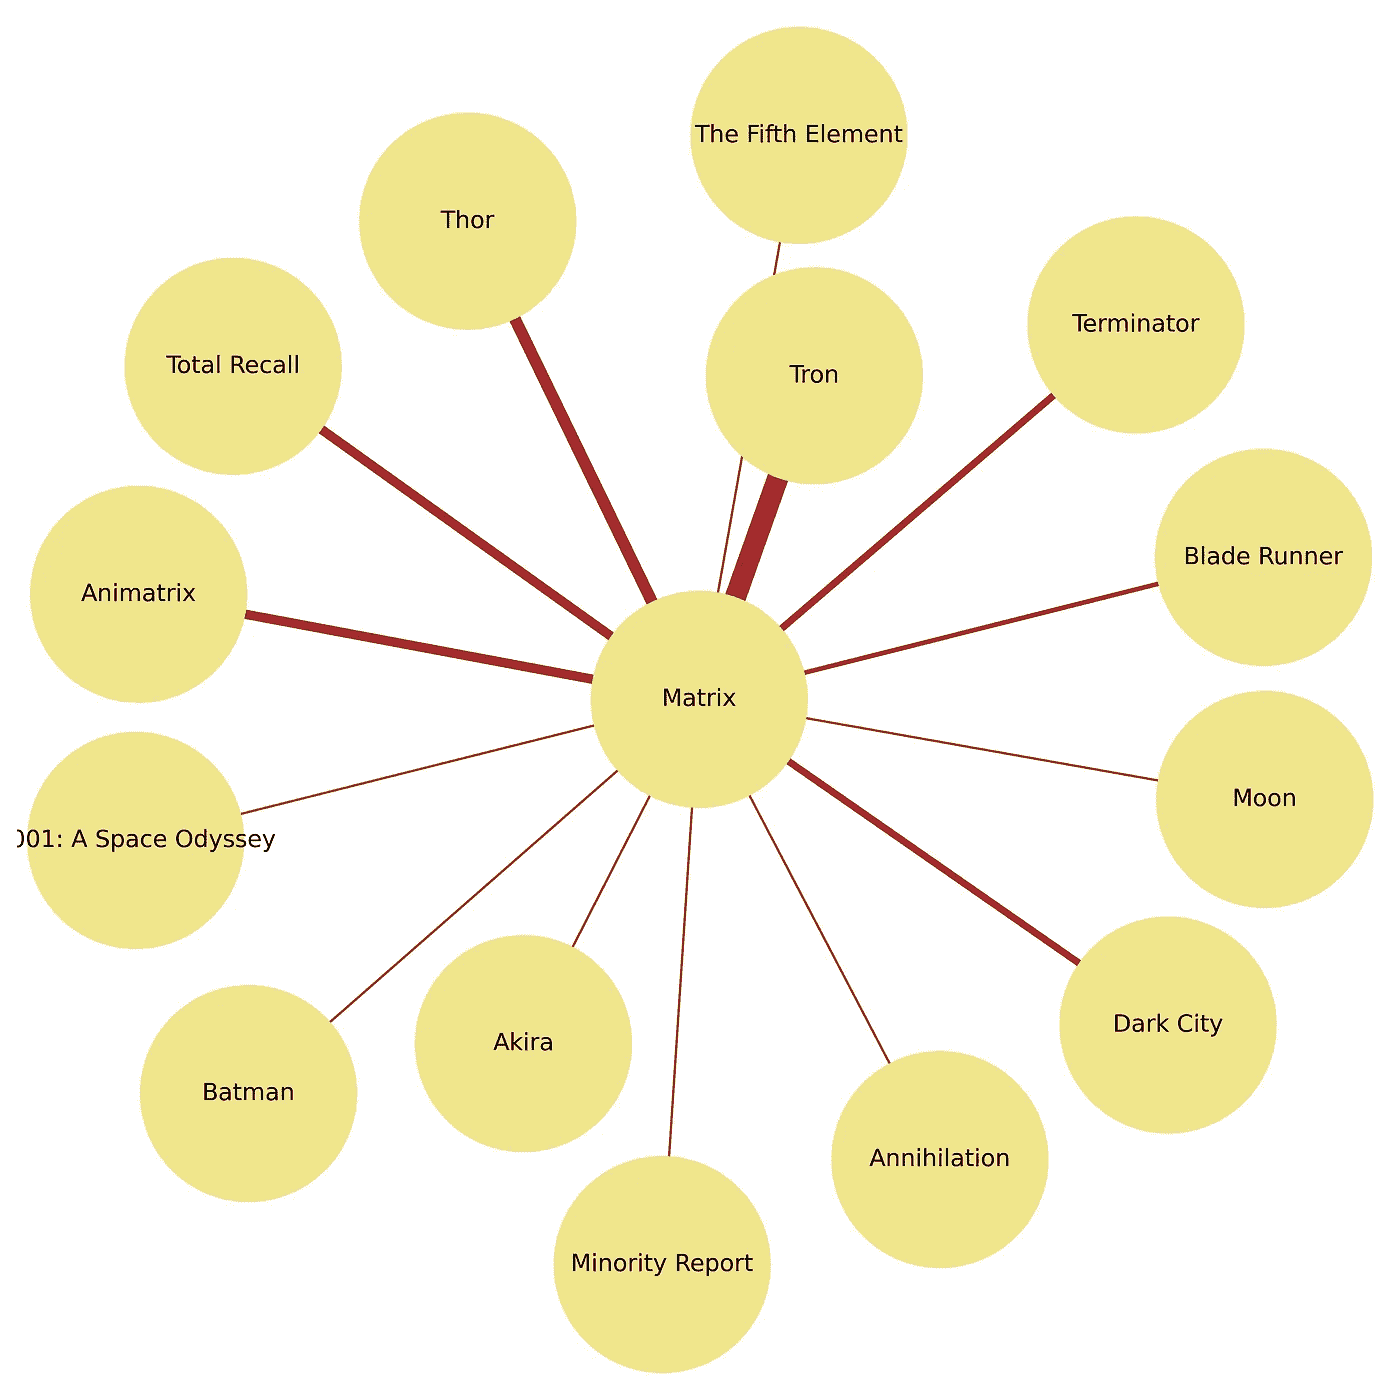 The Fifth Element
Thor
Terminator
Total Recall
Tron
Blade Runner
Animatrix
Matrix
Moon
001: A Space Odyssey
Dark City
Akira
Batman
Annihilation
Minority Report